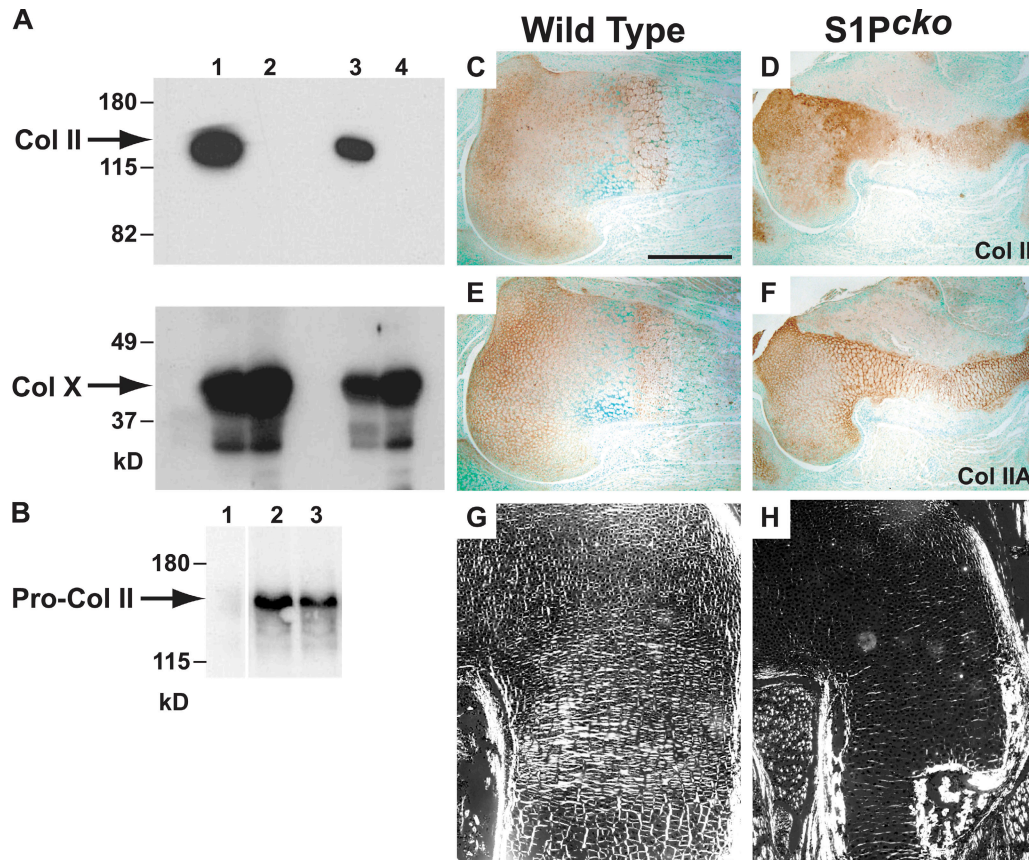 A
Wild Type
S1Pcko
1 2 3 4
180
Col II
115
82
49
Col X
37
kD
C
D
Col II
E
F
Col IIA
B
1 2 3
180
Pro-Col II
115
kD
G
H